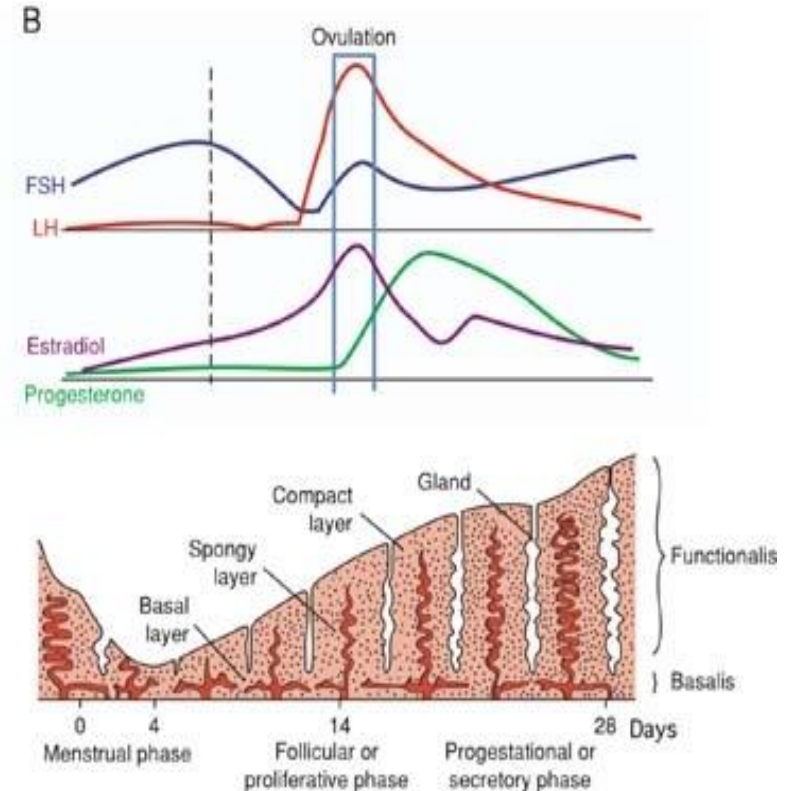 B
Ovulation
FSH
LH
Estradiol
Progesterone
Gland
Compact
layer
Spongy
layer
Basal
layer
Functionalis
Basalis
0 4 14 28 Days
Menstrual phase Follicular or Progestational or
proliferative phase secretory phase